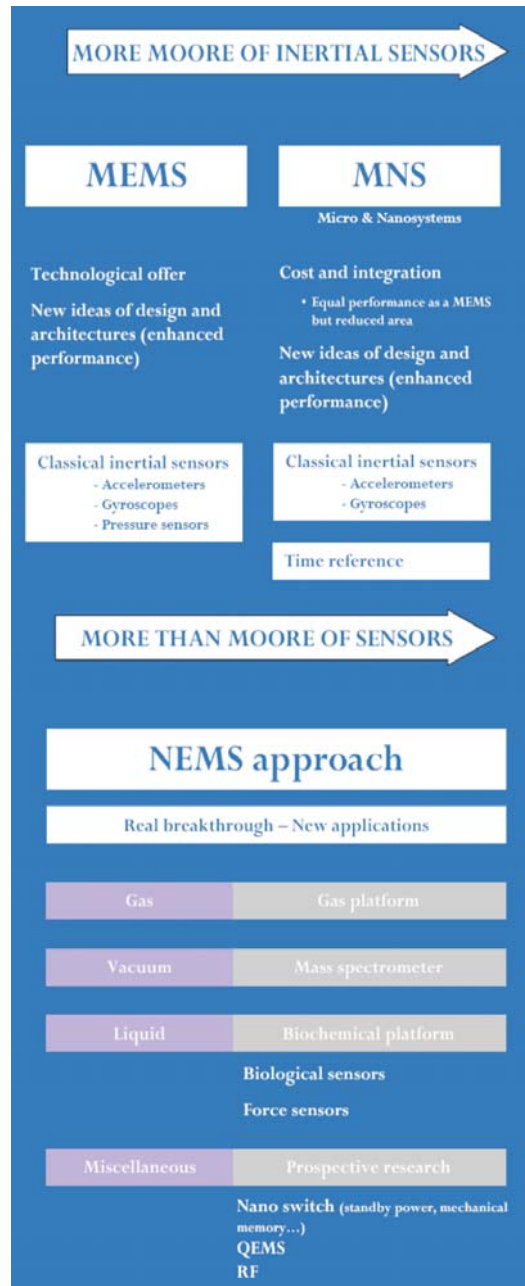 MORE MOORE OF INERTIAL SENSORS
MEMS
Technological offer
New ideas of design and
architectures (enhanced
performance)
Classical inertial sensors
- Accelerometers
- Gyroscopes
- Pressure sensors
MNS
Micro & Nanosystems
Cost and integration
• Equal performance as a MEMS
but reduced area
New ideas of design and
architectures (enhanced
performance)
Classical inertial sensors
- Accelerometers
- Gyroscopes
Time reference
MORE THAN MOORE OF SENSORS
NEMS approach
Real breakthrough – New applications
Gas Gas platform
Vacuum Mass spectrometer
Liquid Biochemical platform
Biological sensors
Force sensors
Miscellaneous Prospective research
Nano switch (standby power, mechanical
memory...)
QEMS
RF